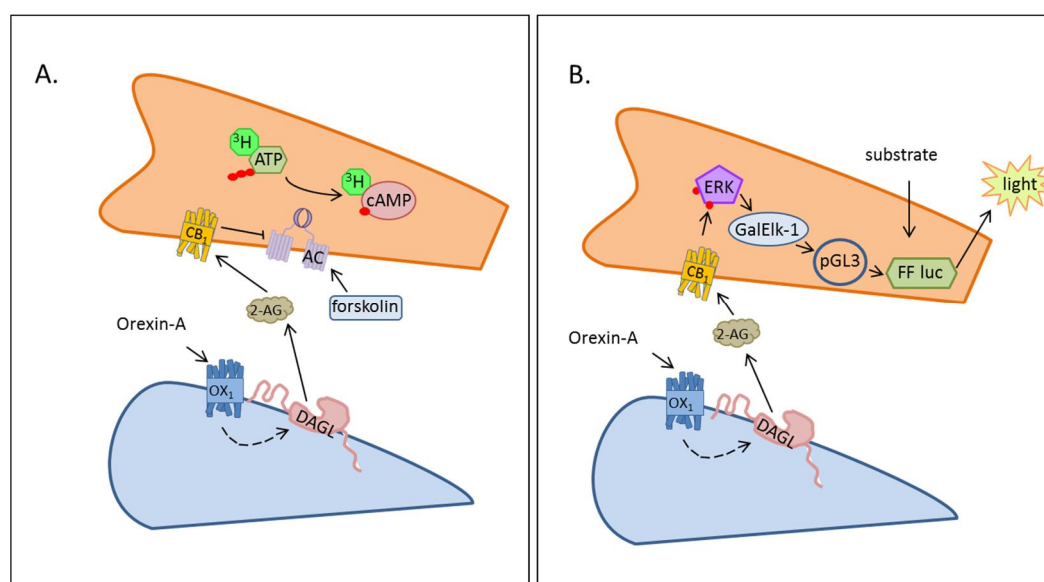 A.
³H
ATP
³H
cAMP
CB₁
AC
2-AG
forskolin
Orexin-A
OX₁
DAGL
B.
substrate
light
ERK
GalElk-1
pGL3
FF luc
CB₁
2-AG
Orexin-A
OX₁
DAGL